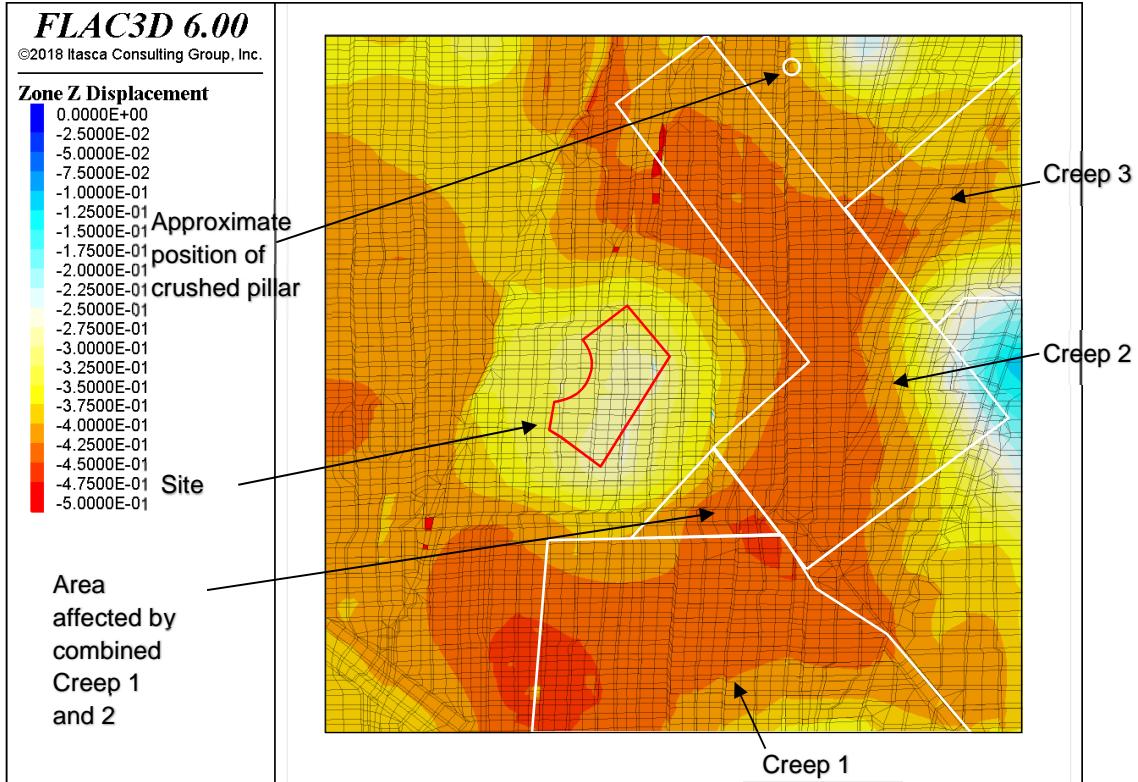 FLAC3D 6.00
©2018 Itasca Consulting Group, Inc.
Zone Z Displacement
0.0000E+00
-2.5000E-02
-5.0000E-02
-7.5000E-02
-1.0000E-01
-1.2500E-01
-1.5000E-01
-1.7500E-01
-2.0000E-01
-2.2500E-01
-2.5000E-01
-2.7500E-01
-3.0000E-01
-3.2500E-01
-3.5000E-01
-3.7500E-01
-4.0000E-01
-4.2500E-01
-4.5000E-01
-4.7500E-01
-5.0000E-01
Approximate
position of
crushed pillar
Site
Area
affected by
combined
Creep 1
and 2
Creep 3
Creep 2
Creep 1